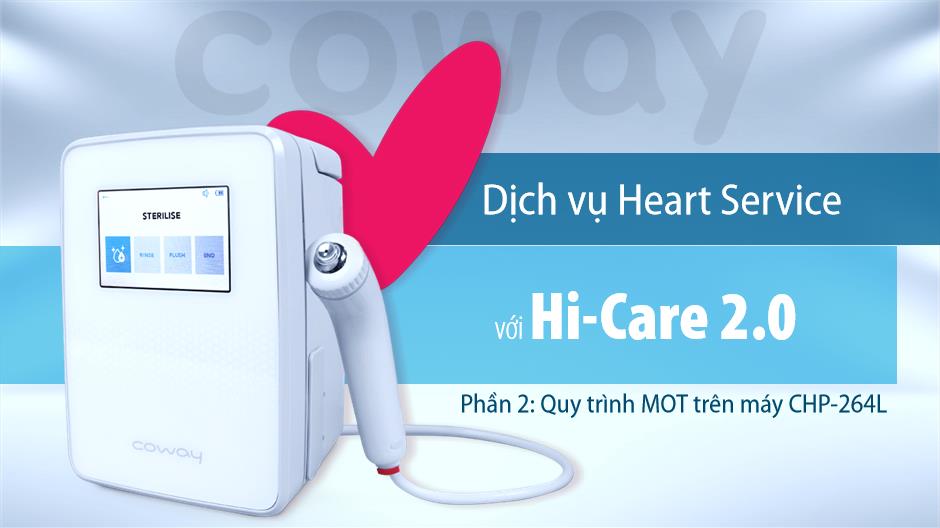 coway
Dịch vụ Heart Service
với Hi-Care 2.0
Phần 2: Quy trình MOT trên máy CHP-264L
STERILISE
RINSE FLUSH END
coway